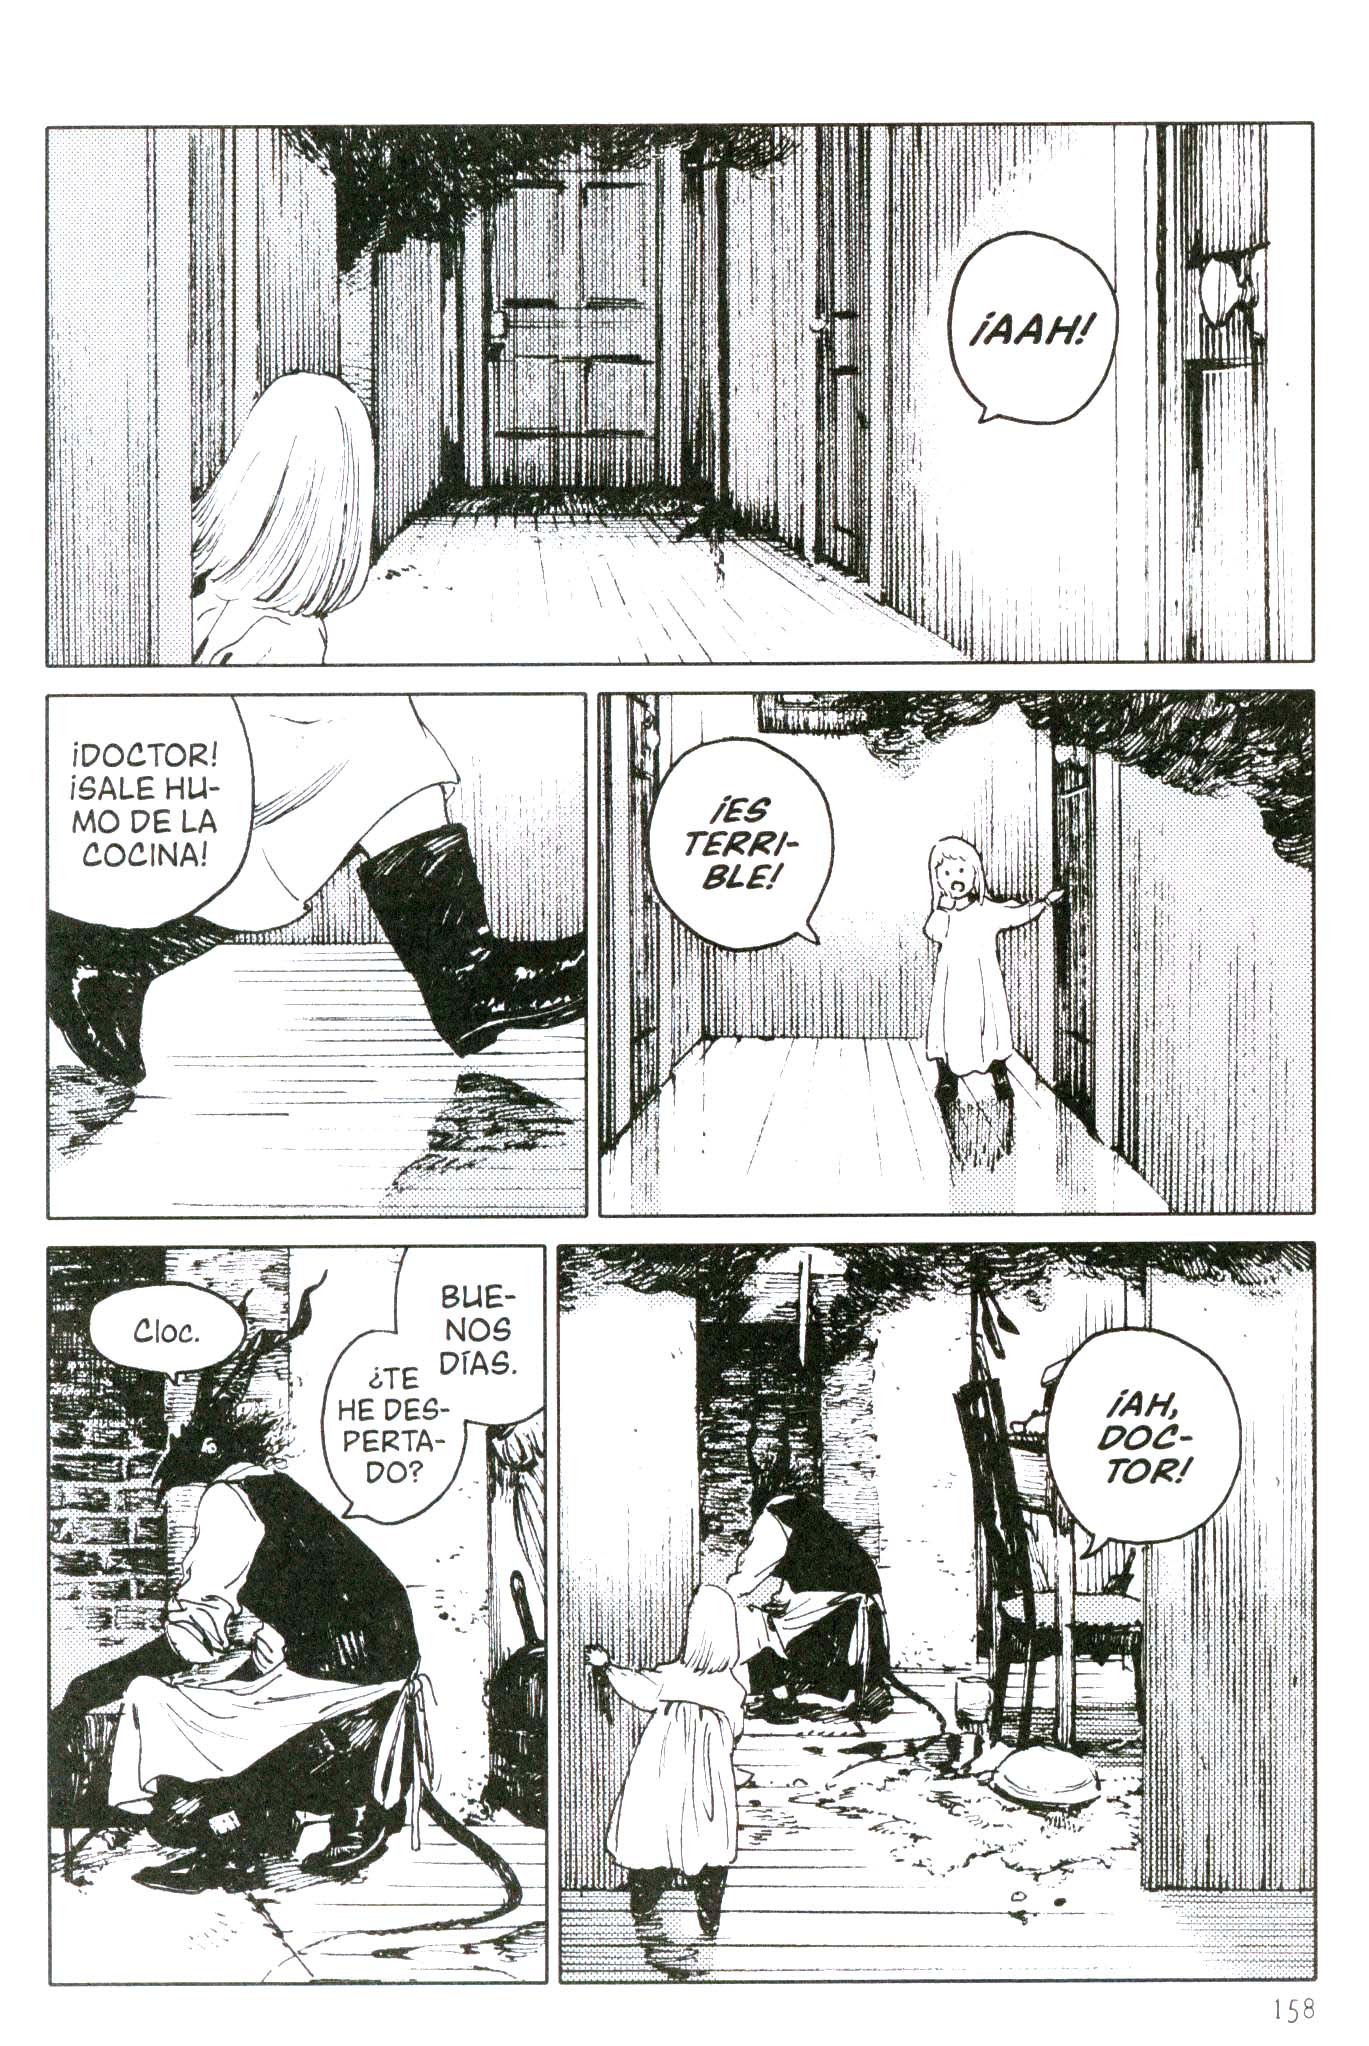 ¡AAH!
¡ES
TERRI-
BLE!
¡DOCTOR!
¡SALE HU-
MO DE LA
COCINA!
¡AH,
DOC-
TOR!
BUE-
NOS
DÍAS.
¿TE
HE DES-
PERTA-
DO?
Cloc.
158